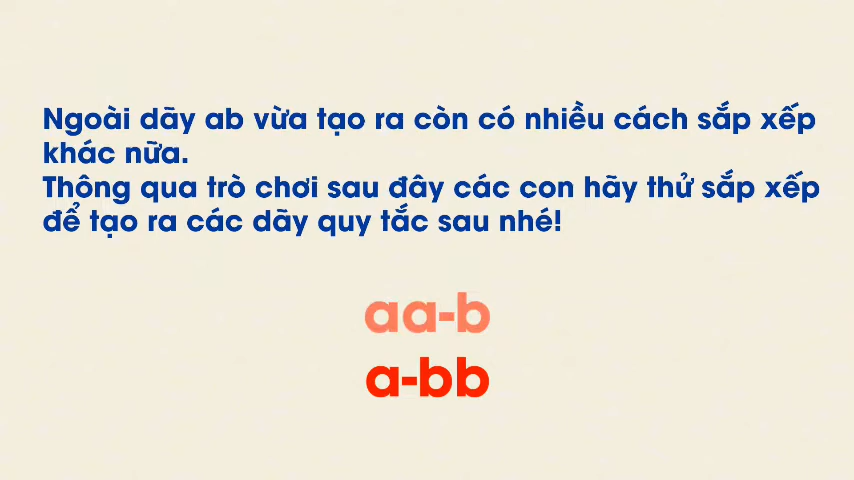 Ngoài dãy ab vừa tạo ra còn có nhiều cách sắp xếp
khác nữa.
Thông qua trò chơi sau đây các con hãy thử sắp xếp
để tạo ra các dãy quy tắc sau nhé!
aa-b
a-bb